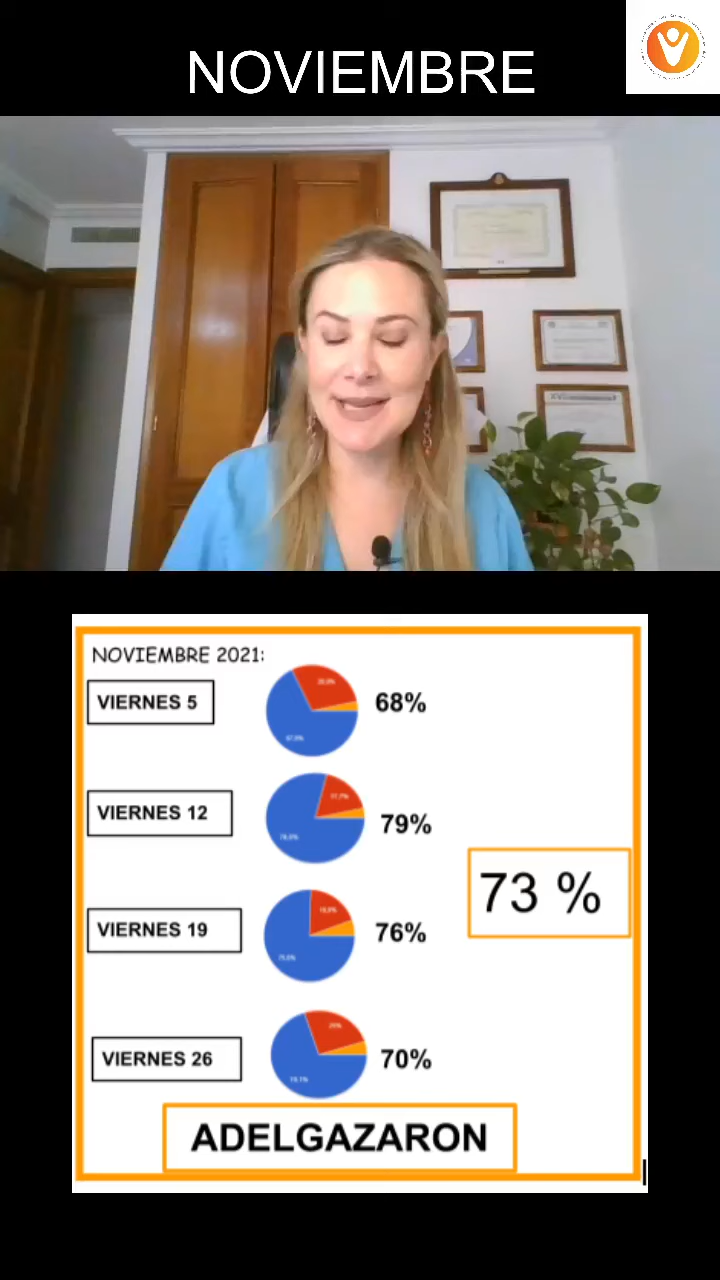 NOVIEMBRE
NOVIEMBRE 2021:
VIERNES 5
68%
VIERNES 12
79%
73 %
VIERNES 19
76%
VIERNES 26
70%
ADELGAZARON